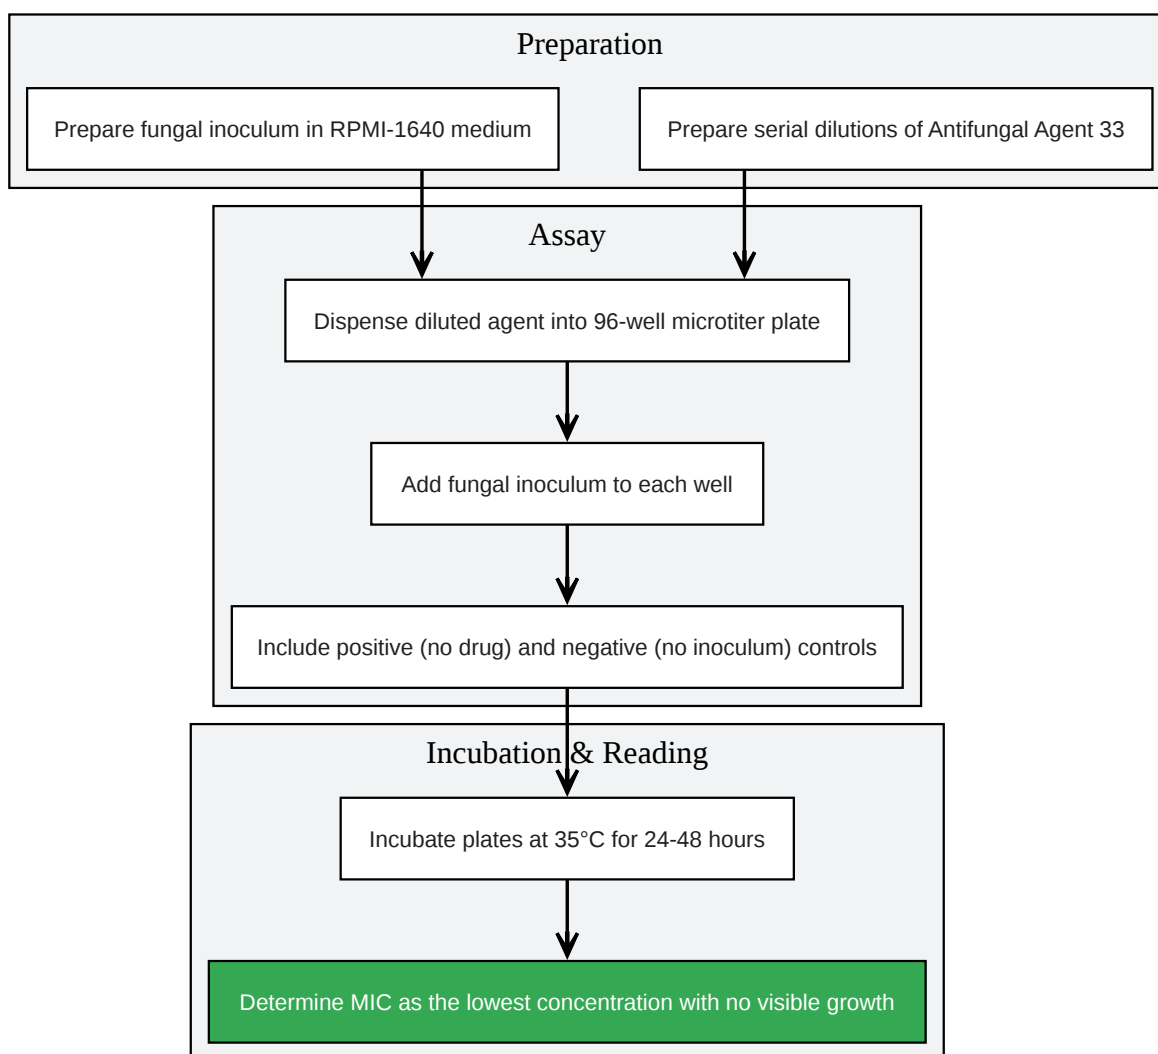 Preparation
Prepare fungal inoculum in RPMI-1640 medium
Prepare serial dilutions of Antifungal Agent 33
Assay
Dispense diluted agent into 96-well microtiter plate
Add fungal inoculum to each well
Include positive (no drug) and negative (no inoculum) controls
Incubation & Reading
Incubate plates at 35°C for 24-48 hours
Determine MIC as the lowest concentration with no visible growth